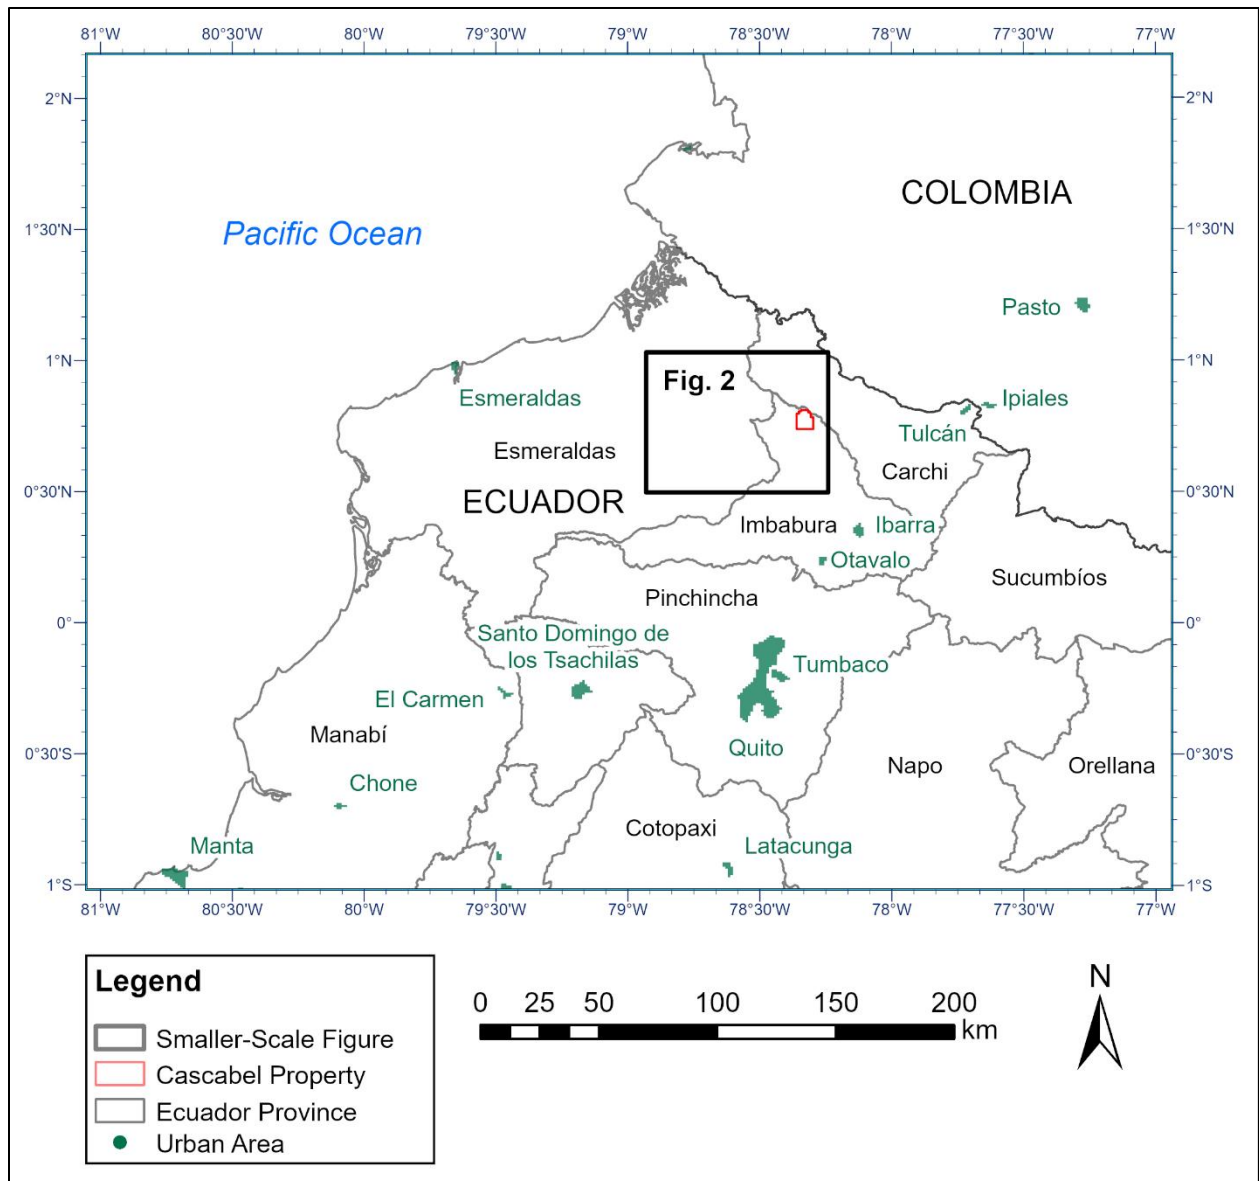 81°W 80°30'W 80°W 79°30'W 79°W 78°30'W 78°W 77°30'W 77°W
2°N 2°N
COLOMBIA
Pacific Ocean
1°30'N 1°30'N
Pasto
1°N 1°N
Fig. 2
Esmeraldas
Ipiales
Tulcán
Esmeraldas
Carchi
0°30'N 0°30'N
ECUADOR
Imbabura
Ibarra
Otavalo
Sucumbíos
Pinchincha
0° 0°
Santo Domingo de
los Tsachilas
Tumbaco
El Carmen
Manabí
Quito
0°30'S 0°30'S
Napo
Orellana
Chone
Cotopaxi
Manta
Latacunga
1°S 1°S
81°W 80°30'W 80°W 79°30'W 79°W 78°30'W 78°W 77°30'W 77°W
Legend
Smaller-Scale Figure
Cascabel Property
Ecuador Province
Urban Area
0 25 50 100 150 200
km
N